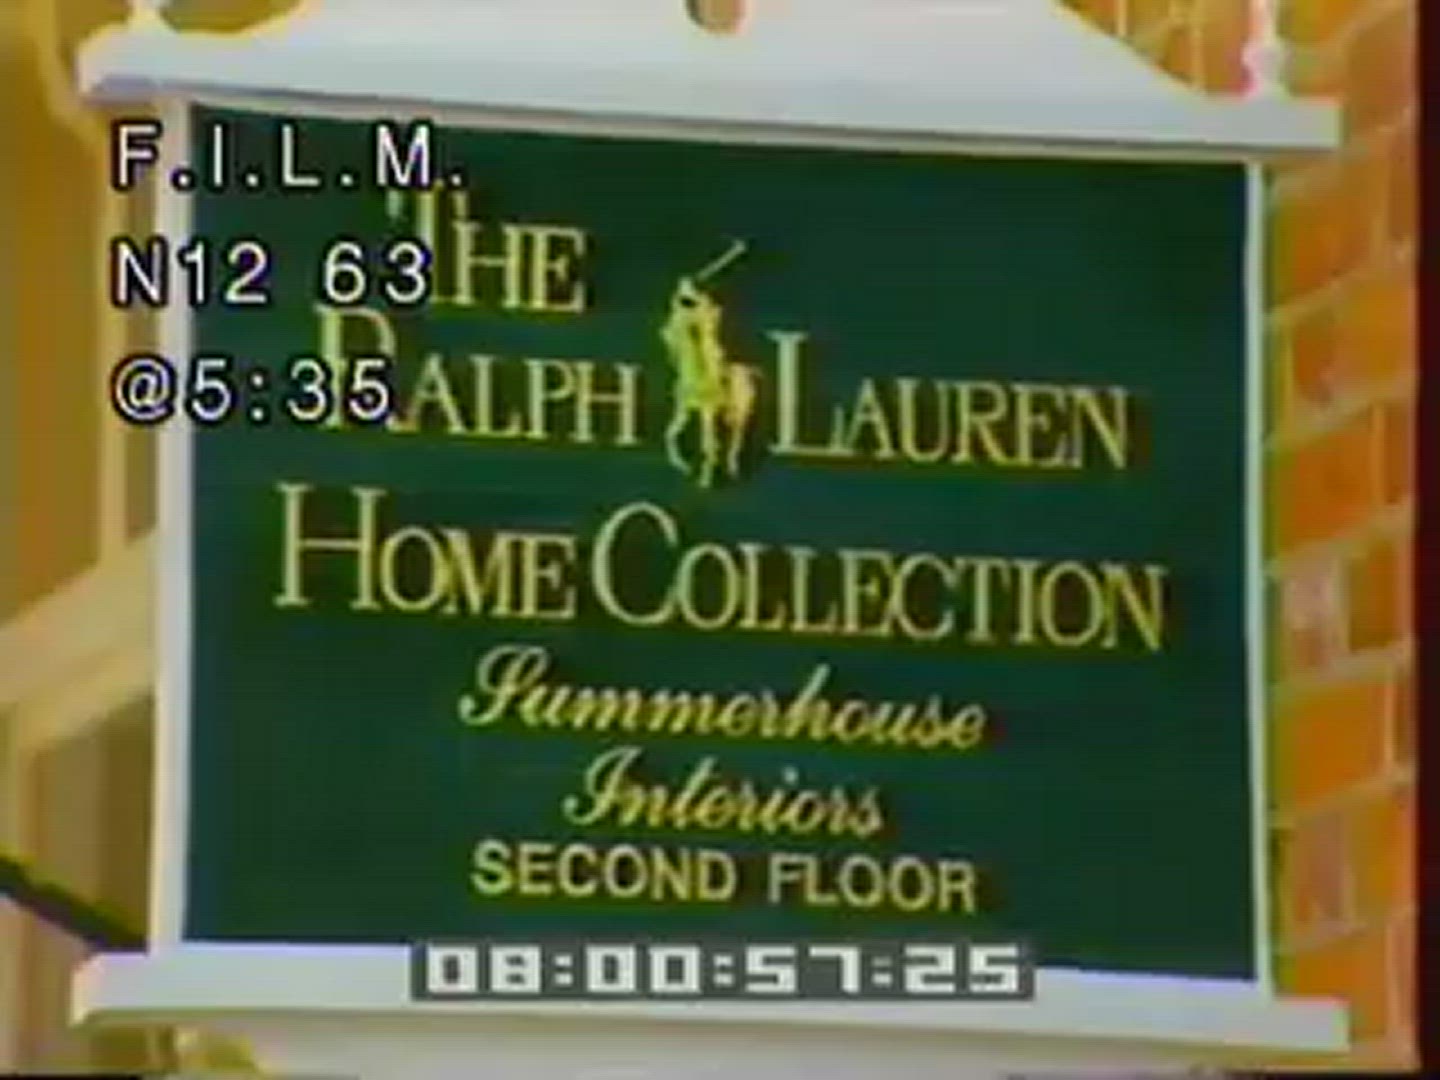 F.I.L.M.
N12 63
@5:35
THE
RALPH LAUREN
HOME COLLECTION
Summerhouse
Interiors
SECOND FLOOR
08:00:57:25